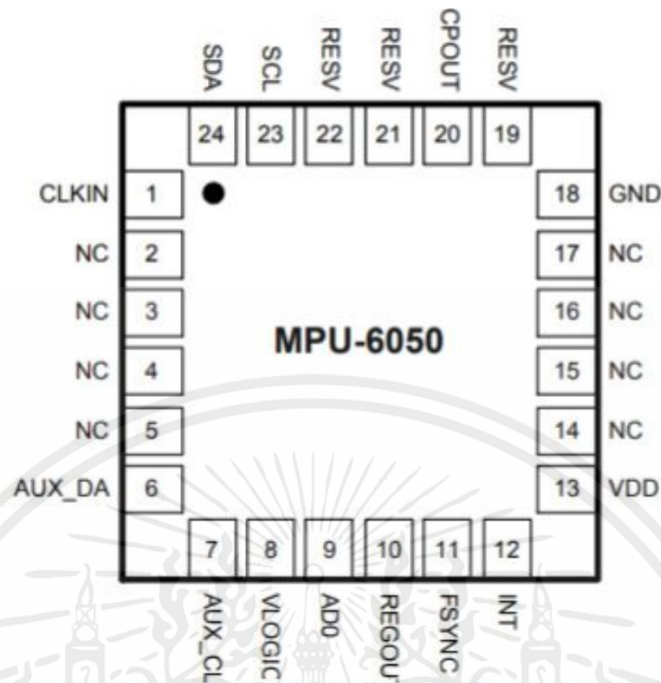 SDA SCL RESV RESV CPOUT RESV
24 23 22 21 20 19
CLKIN 1 18 GND
NC 2 17 NC
NC 3 16 NC
MPU-6050
NC 4 15 NC
NC 5 14 NC
AUX_DA 6 13 VDD
7 8 9 10 11 12
AUX_CL VLOGIC AD0 REGOU FSYNC INT